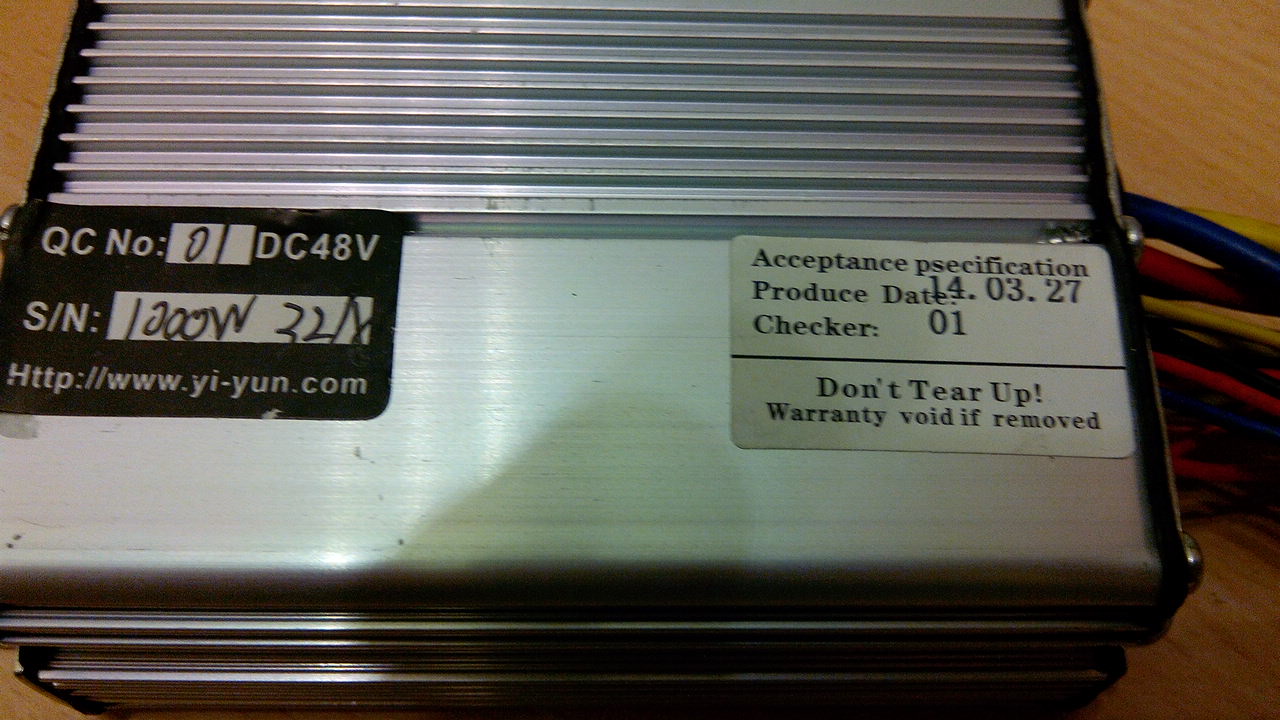 QC No: 01 DC48V
S/N: 1000W 32A
Http://www.yi-yun.com
Acceptance psecification
Produce Date: 14.03.27
Checker: 01
Don't Tear Up!
Warranty void if removed